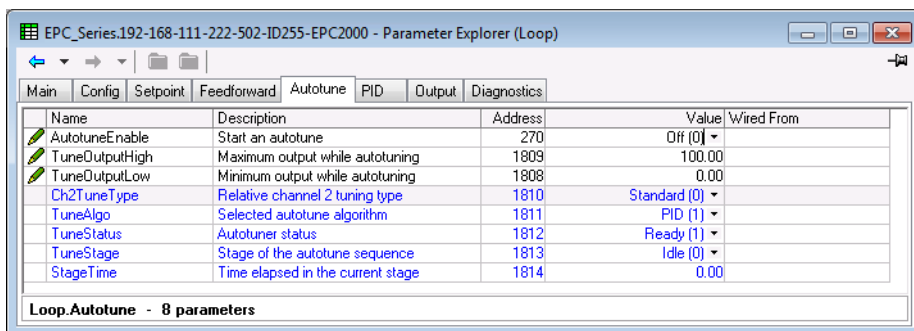 EPC_Series.192-168-111-222-502-ID255-EPC2000 - Parameter Explorer (Loop)
Main Config Setpoint Feedforward Autotune PID Output Diagnostics
Name Description Address Value Wired From
AutotuneEnable Start an autotune 270 Off (0)
TuneOutputHigh Maximum output while autotuning 1809 100.00
TuneOutputLow Minimum output while autotuning 1808 0.00
Ch2TuneType Relative channel 2 tuning type 1810 Standard (0)
TuneAlgo Selected autotune algorithm 1811 PID (1)
TuneStatus Autotuner status 1812 Ready (1)
TuneStage Stage of the autotune sequence 1813 Idle (0)
StageTime Time elapsed in the current stage 1814 0.00
Loop.Autotune - 8 parameters